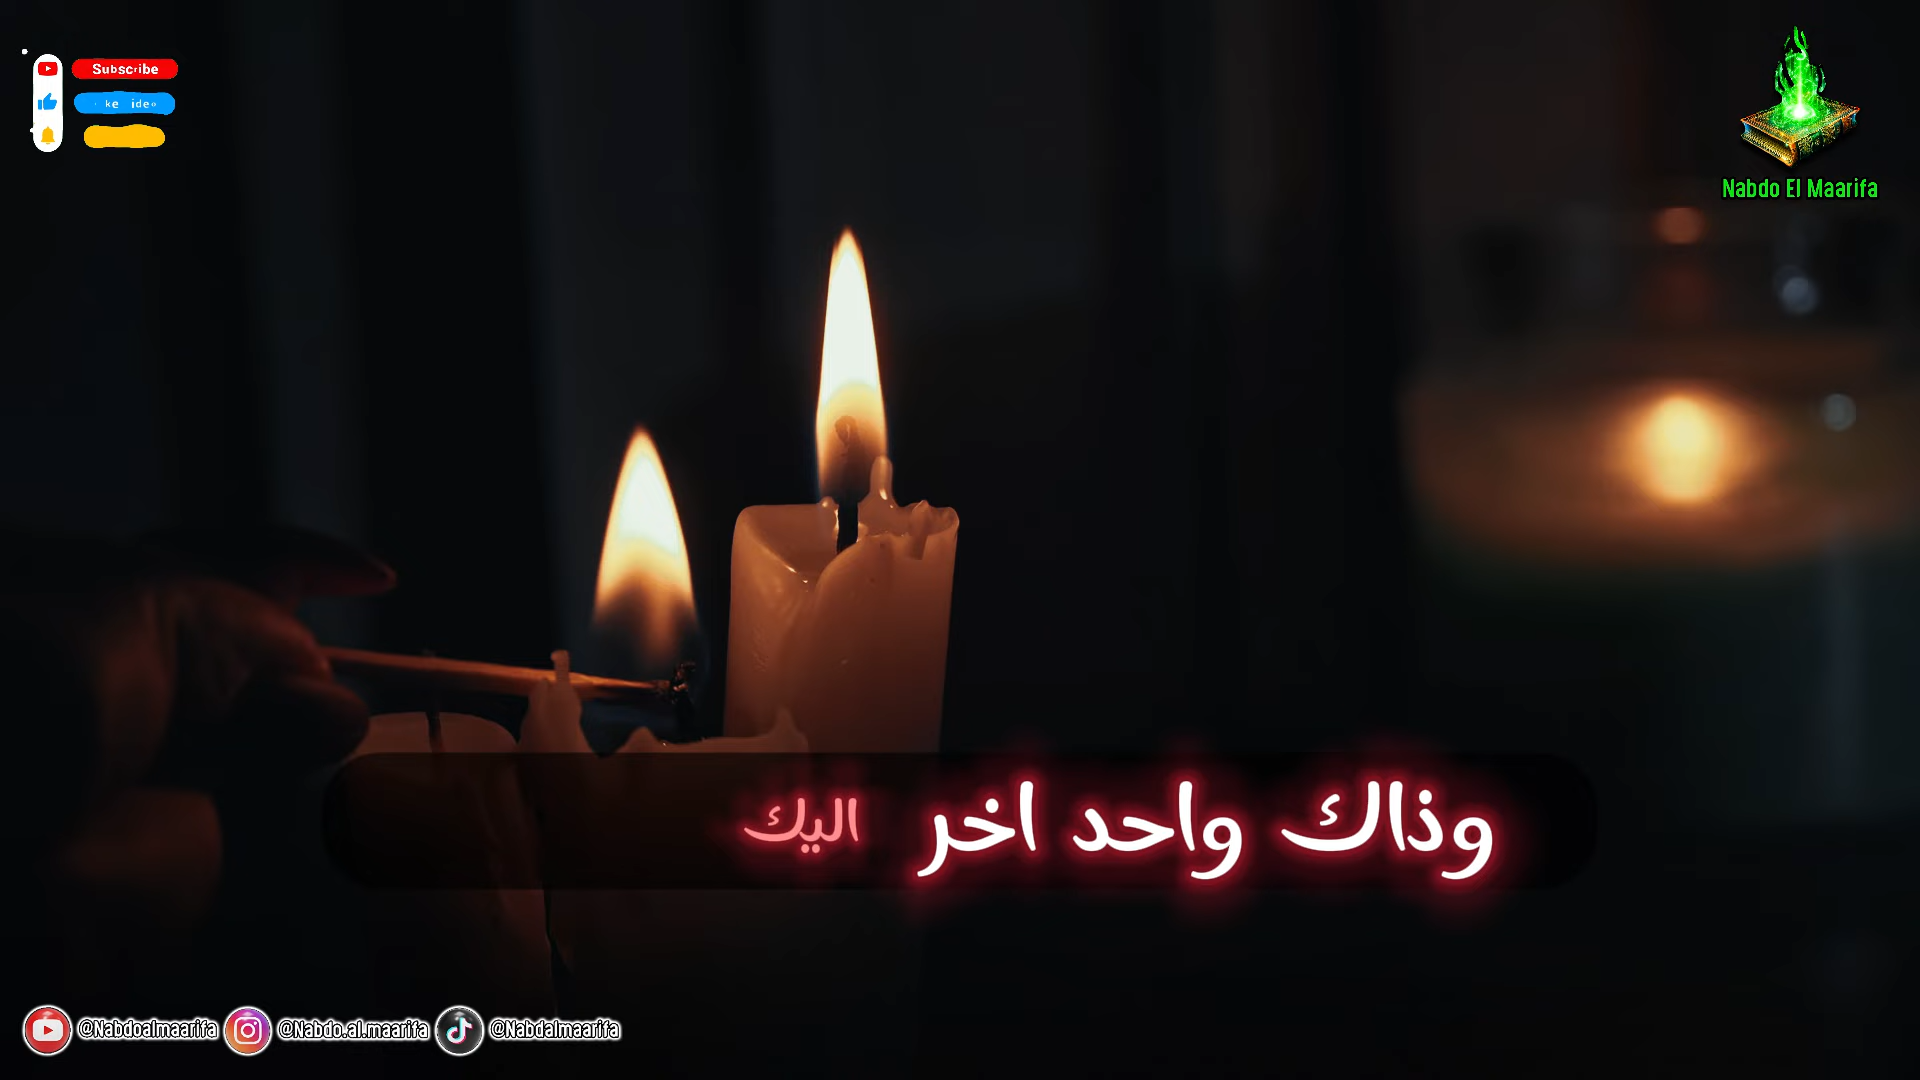 Subscribe
Nabdo El Maarifa
وذاك واحد اخر اليك
@Nabdoalmaarifa @Nabdo.al.maarifa @Nabdalmaarifa